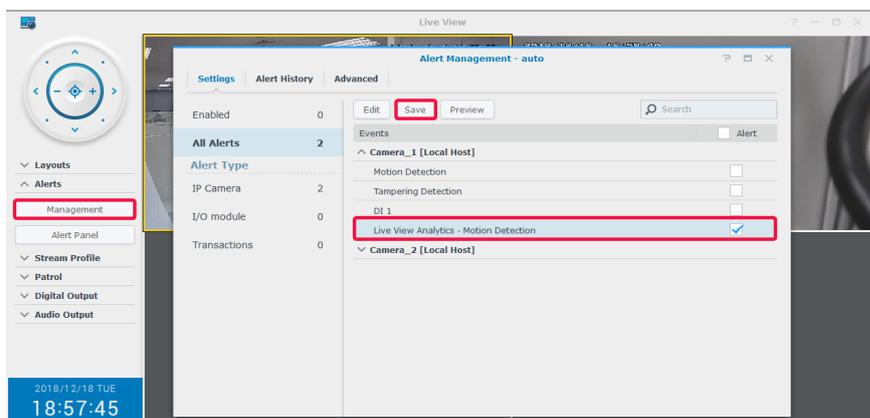 Live View
Alert Management - auto
Settings Alert History Advanced
Enabled 0
All Alerts 2
Alert Type
IP Camera 2
I/O module 0
Transactions 0
Edit Save Preview Search
Events Alert
Camera_1 [Local Host]
Motion Detection
Tampering Detection
DI 1
Live View Analytics - Motion Detection
Camera_2 [Local Host]
Layouts
Alerts
Management
Alert Panel
Stream Profile
Patrol
Digital Output
Audio Output
2018/12/18 TUE
18:57:45